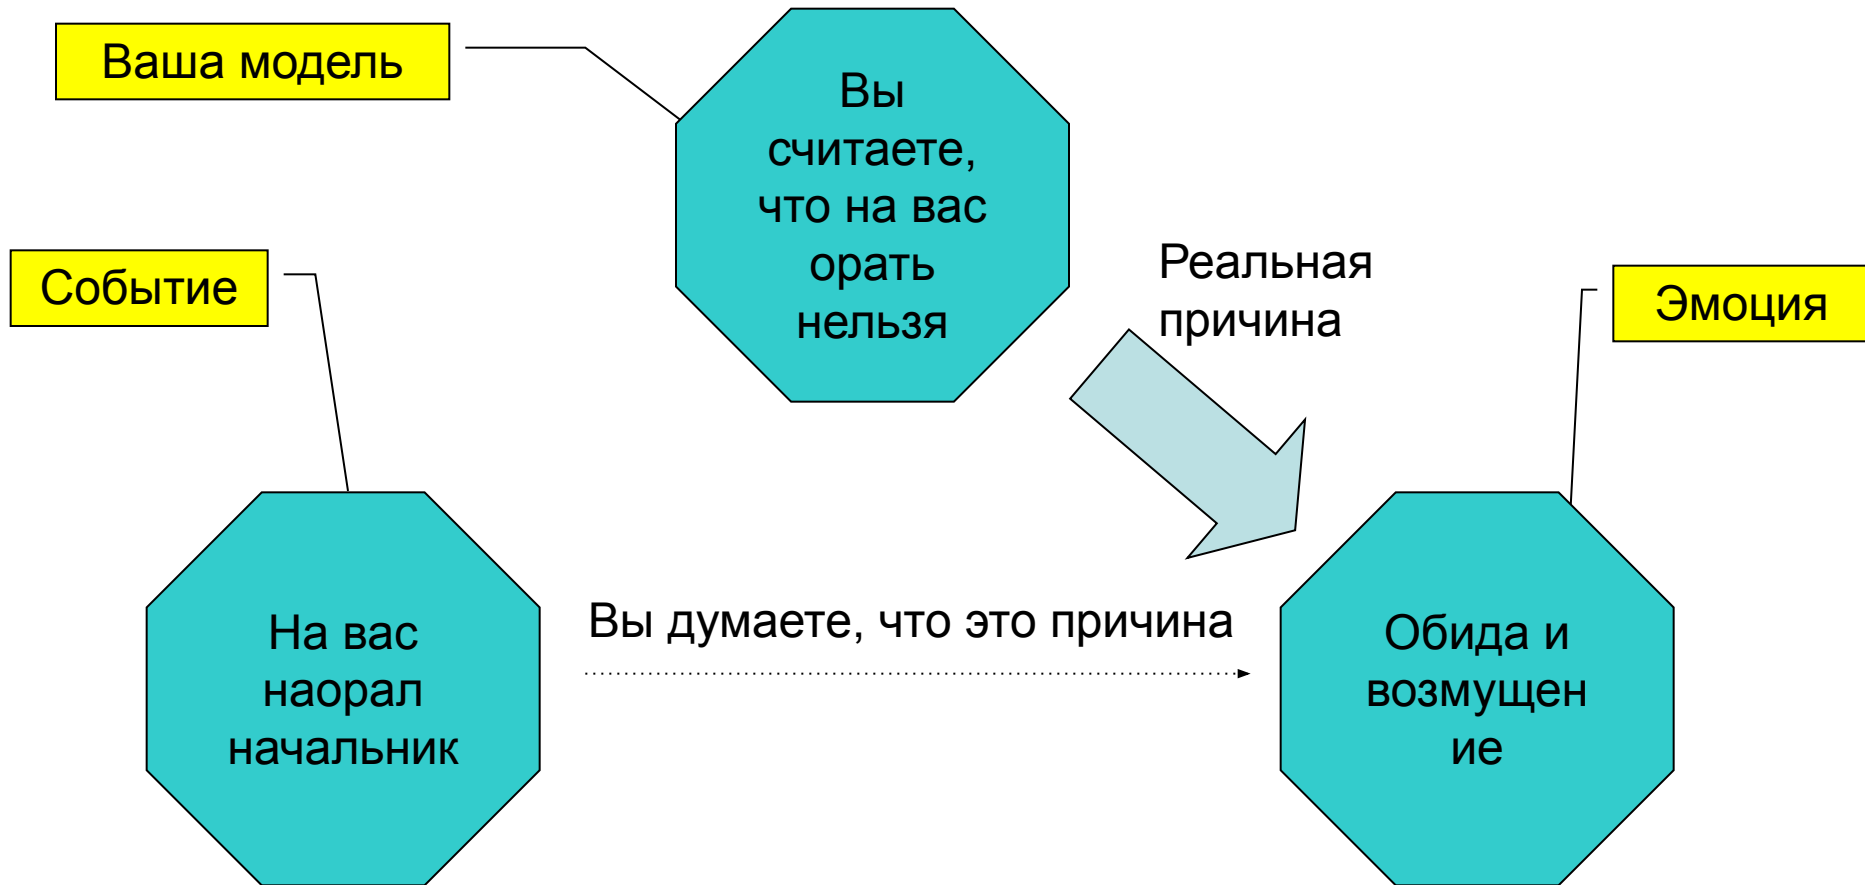 Ваша модель
Вы
считаете,
что на вас
орать
нельзя
Событие
Реальная
причина
Эмоция
На вас
наорал
начальник
Вы думаете, что это причина
Обида и
возмущен
ие